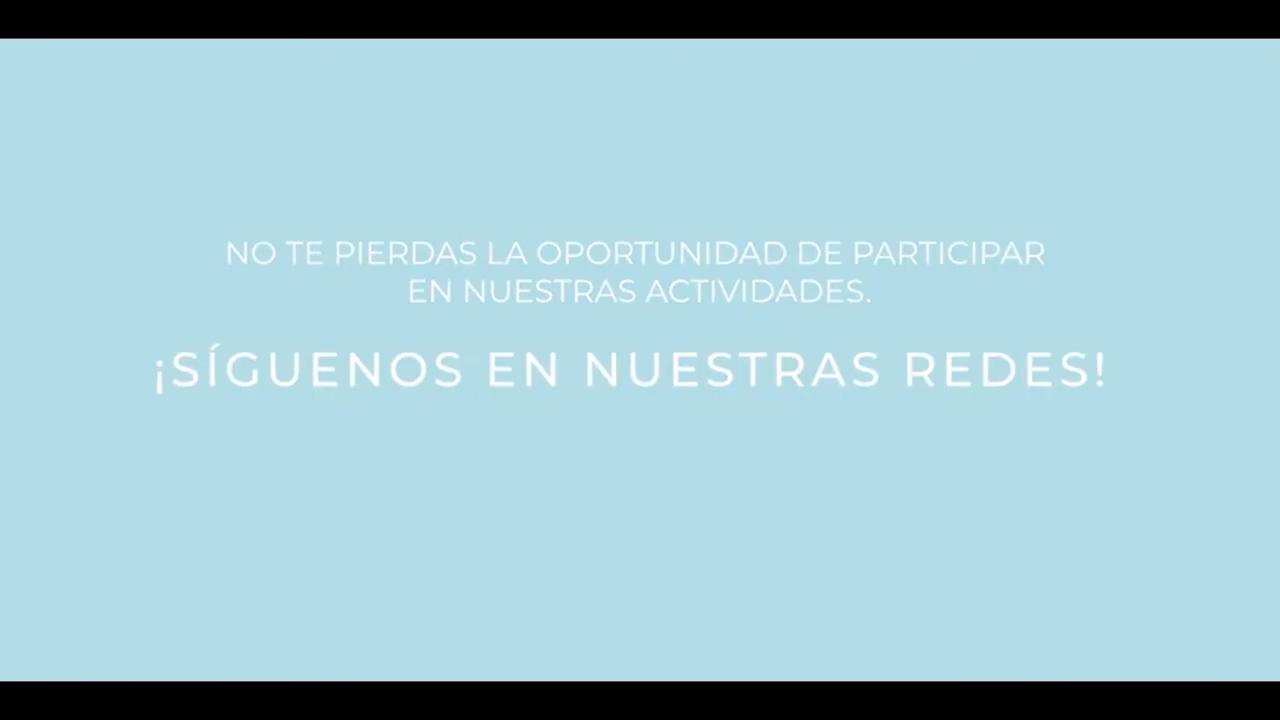 NO TE PIERDAS LA OPORTUNIDAD DE PARTICIPAR
EN NUESTRAS ACTIVIDADES.
¡SÍGUENOS EN NUESTRAS REDES!